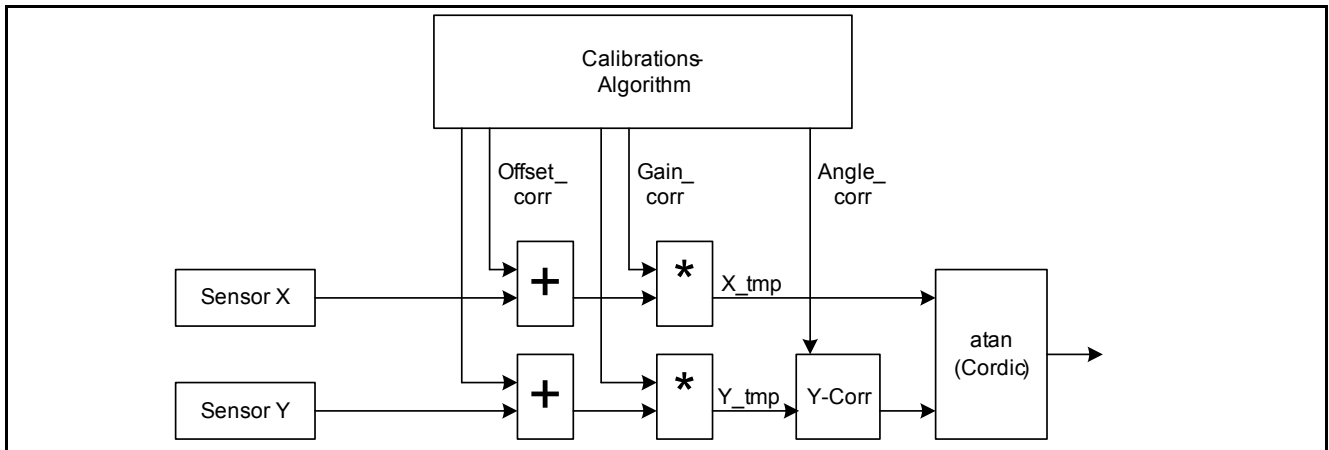 Calibrations-
Algorithm
Offset_
corr
Gain_
corr
Angle_
corr
Sensor X
+
*
X_tmp
atan
(Cordic)
Sensor Y
+
*
Y_tmp
Y-Corr